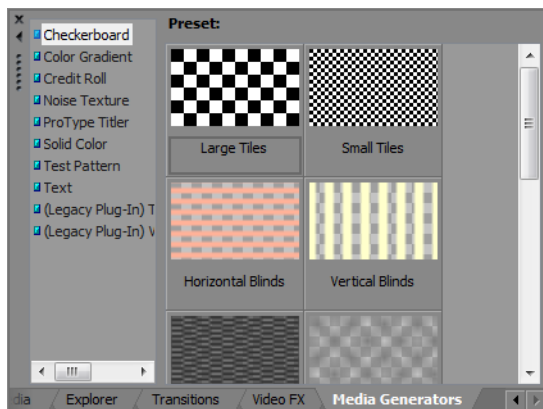 Preset:
Checkerboard
Color Gradient
Credit Roll
Noise Texture
ProType Titler
Solid Color
Test Pattern
Text
(Legacy Plug-In) T
(Legacy Plug-In)
Large Tiles
Small Tiles
Horizontal Blinds
Vertical Blinds
dia
Explorer
Transitions
Video FX
Media Generators